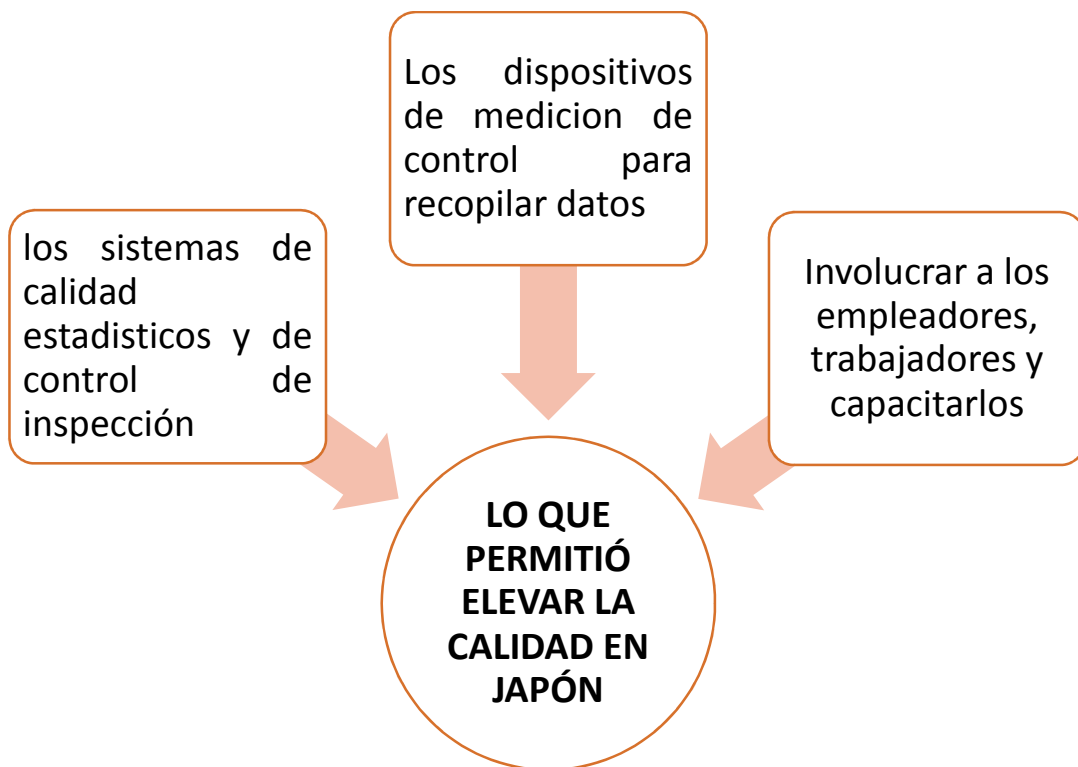 los sistemas de
calidad
estadisticos y de
control de
inspección
Los dispositivos
de medicion de
control para
recopilar datos
Involucrar a los
empleadores,
trabajadores y
capacitarlos
LO QUE
PERMITIÓ
ELEVAR LA
CALIDAD EN
JAPÓN